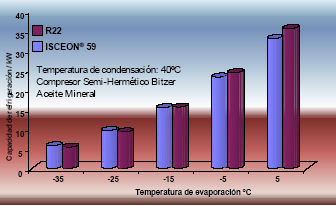 R22
ISCEON® 59
Temperatura de condensación: 40ºC
Compresor Semi-Hermético Bitzer
Aceite Mineral
Capacidad de refrigeración / kW
40
35
30
25
20
15
10
5
0
-35 -25 -15 -5 5
Temperatura de evaporación ºC